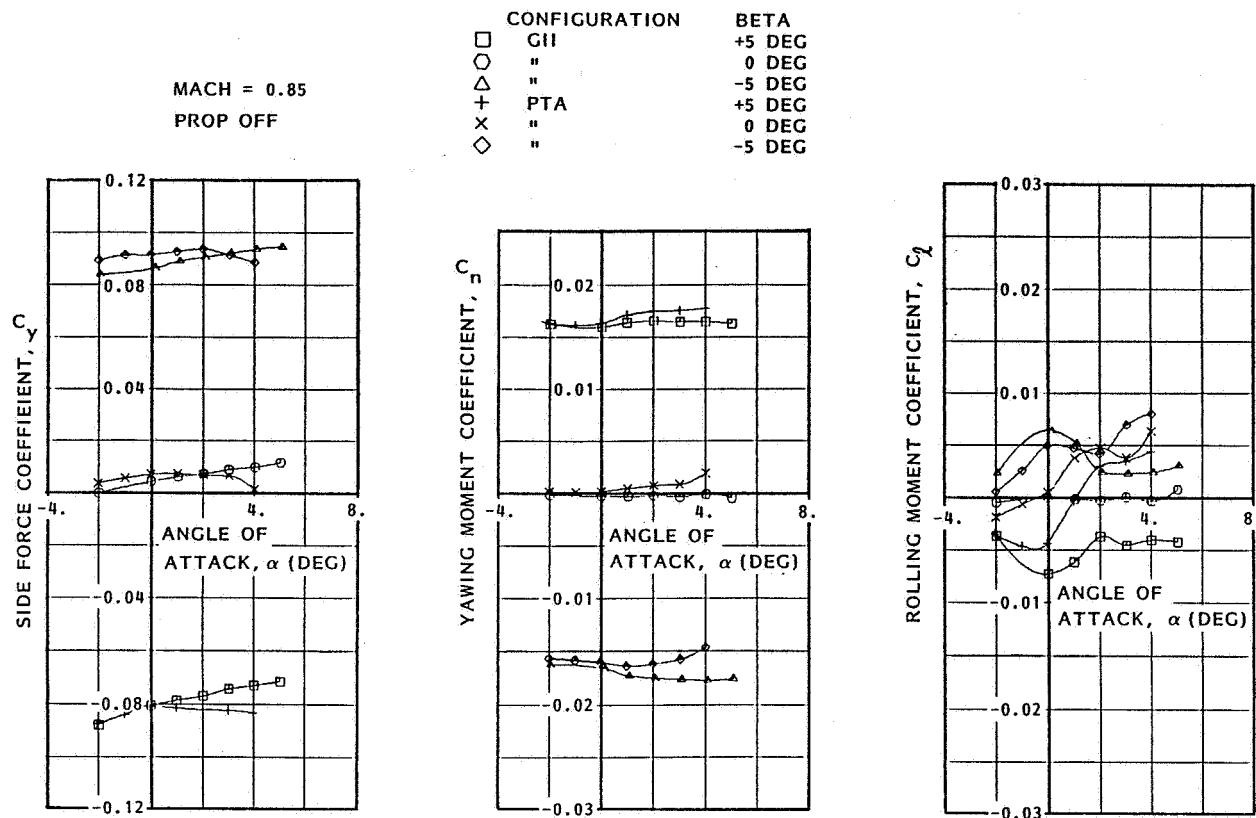 CONFIGURATION BETA
GII +5 DEG
" 0 DEG
" -5 DEG
PTA +5 DEG
" 0 DEG
" -5 DEG
MACH = 0.85
PROP OFF
0.12
0.08
0.04
-4. 4. 8.
-0.04
-0.08
-0.12
SIDE FORCE COEFFIEIENT, Cy
ANGLE OF
ATTACK, α (DEG)
0.02
0.01
-4. 4. 8.
-0.01
-0.02
-0.03
YAWING MOMENT COEFFICIENT, Cn
ANGLE OF
ATTACK, α (DEG)
0.03
0.02
0.01
-4. 4. 8
-0.01
-0.02
-0.03
ROLLING MOMENT COEFFICIENT, Cℓ
ANGLE OF
ATTACK, α (DEG)